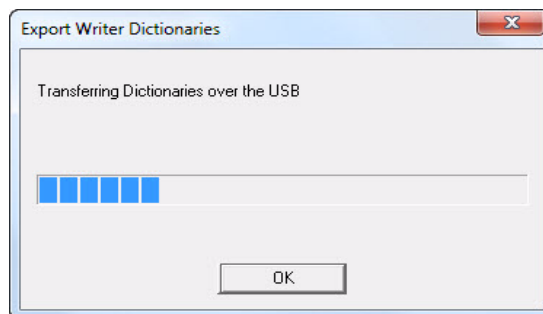 Export Writer Dictionaries
Transferring Dictionaries over the USB
OK